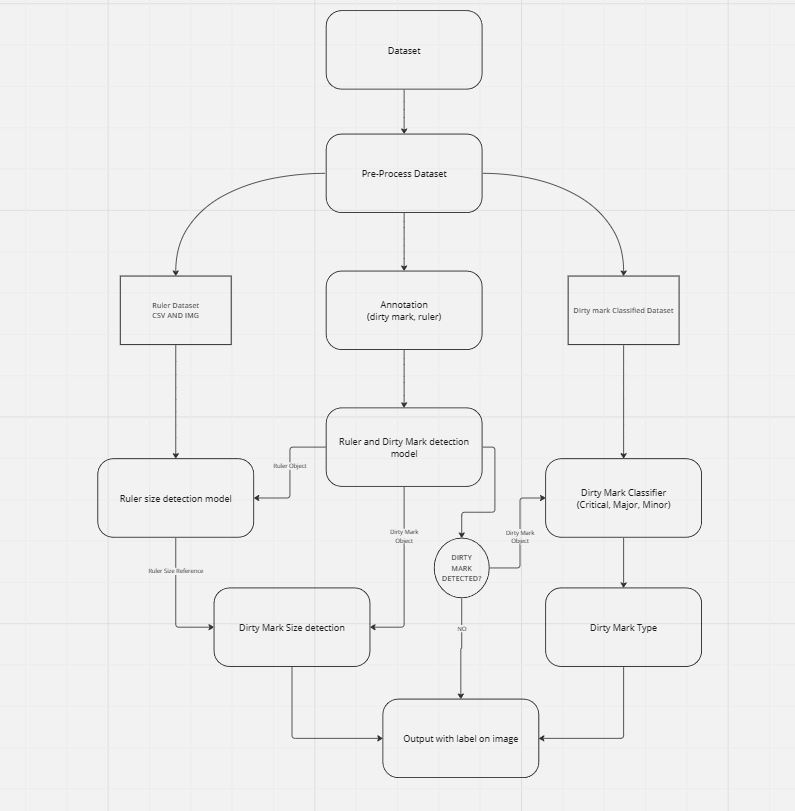 Dataset
Pre-Process Dataset
Ruler Dataset
CSV AND IMG
Annotation
(dirty mark, ruler)
Dirty mark Classified Dataset
Ruler and Dirty Mark detection
model
Ruler Object
Ruler size detection model
Dirty Mark Classifier
(Critical, Major, Minor)
Dirty Mark
Object
Dirty Mark
Object
DIRTY
MARK
DETECTED?
Ruler Size Reference
Dirty Mark Size detection
NO
Dirty Mark Type
Output with label on image